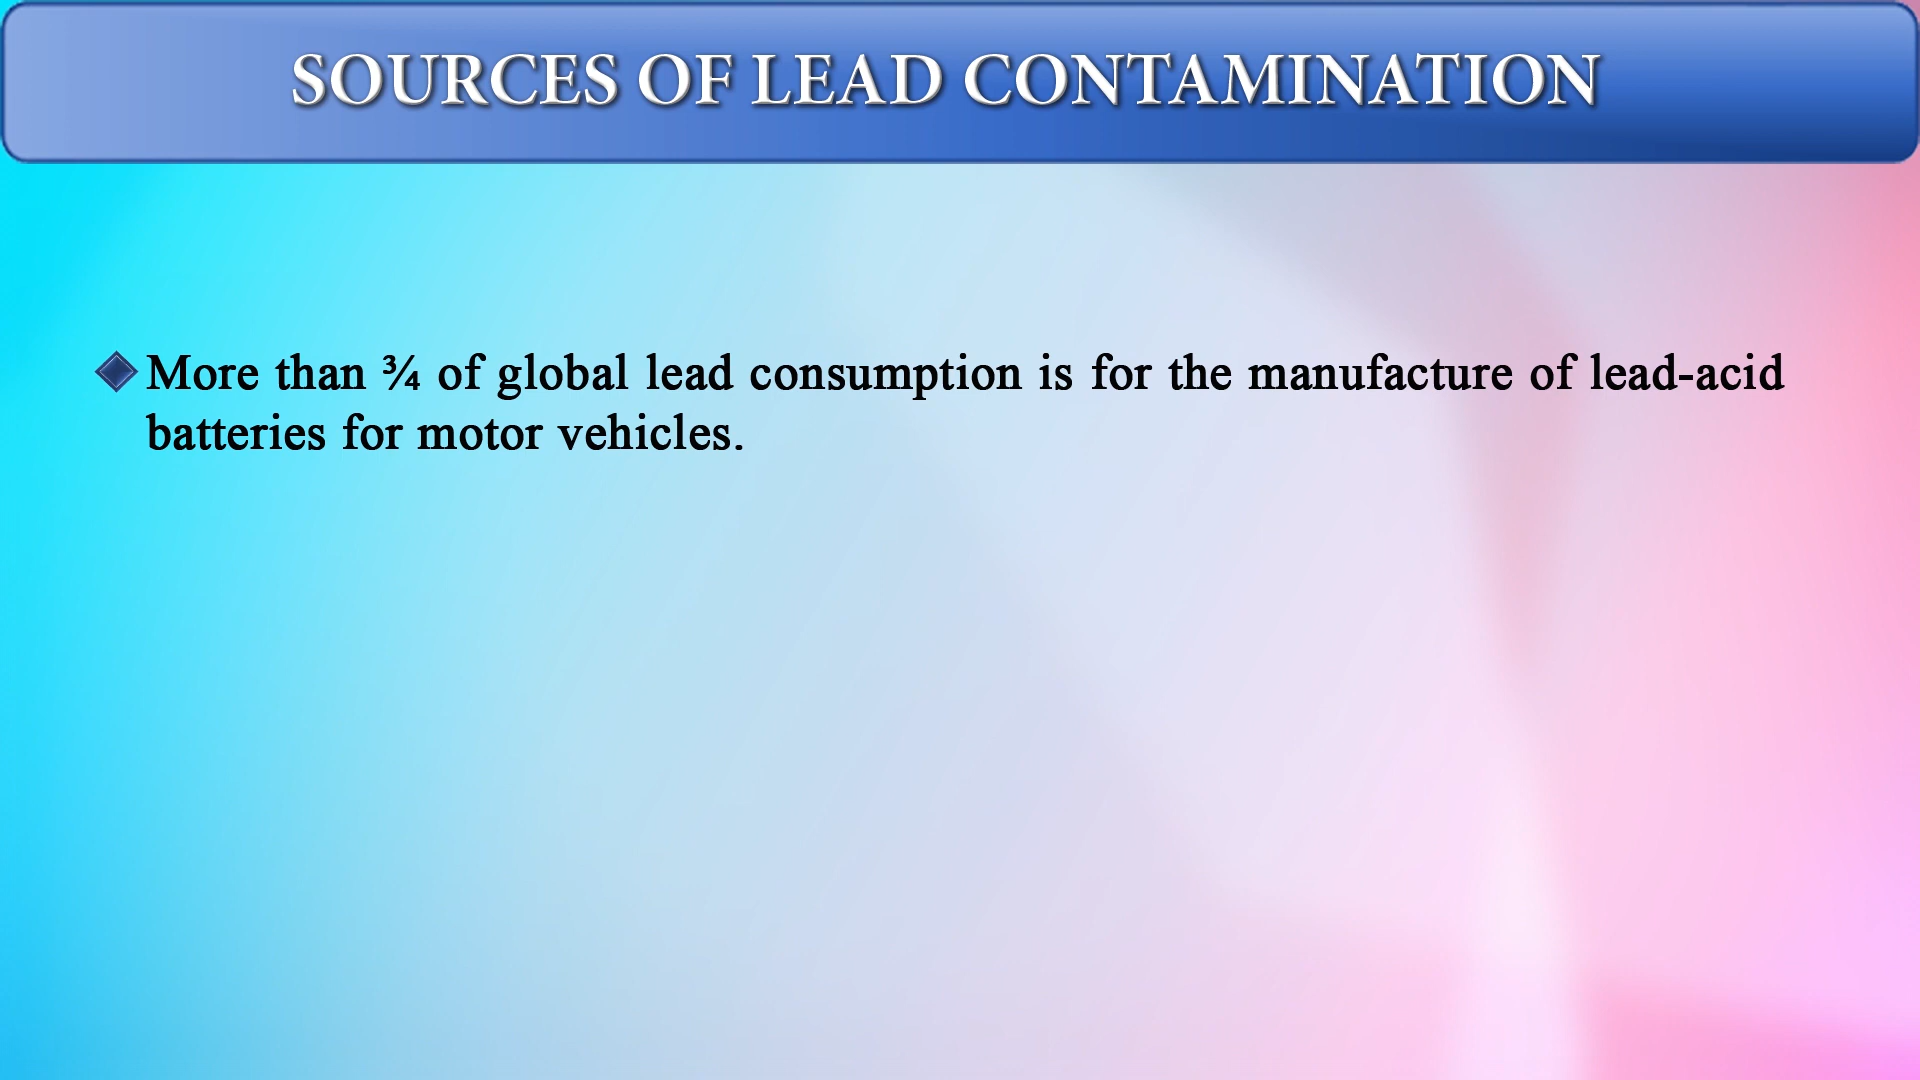 SOURCES OF LEAD CONTAMINATION
More than ¾ of global lead consumption is for the manufacture of lead-acid
batteries for motor vehicles.